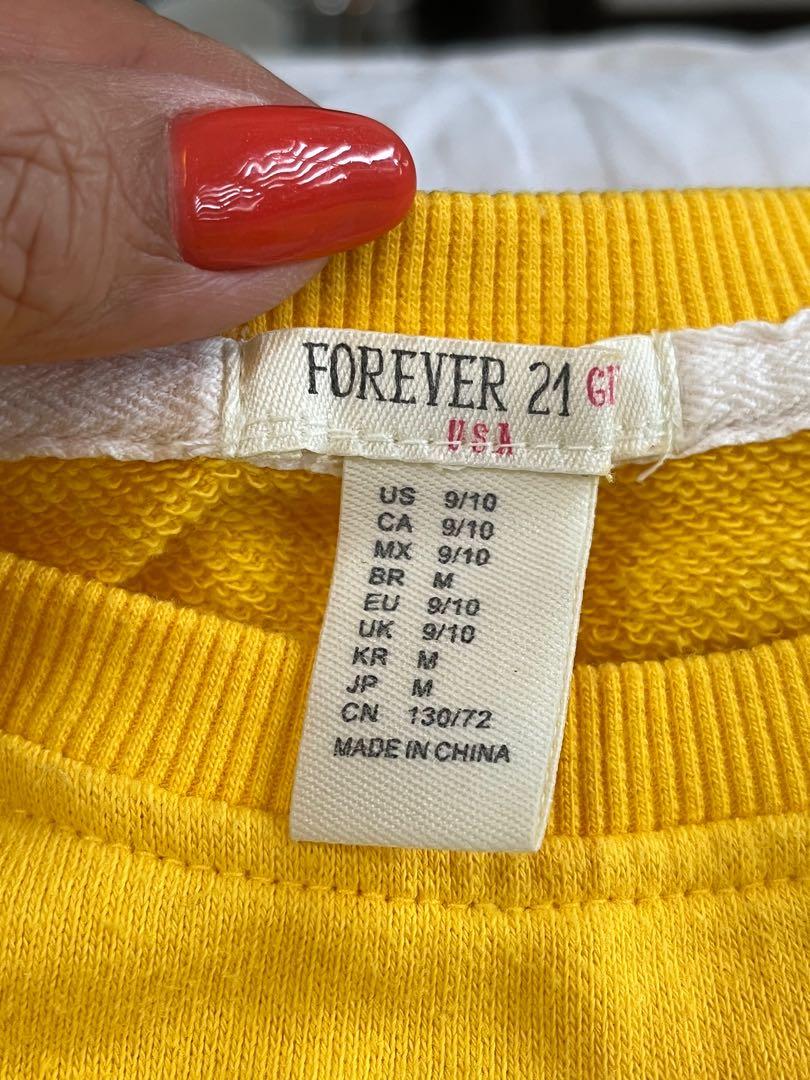 FOREVER 21
USA
US 9/10
CA 9/10
MX 9/10
BR M
EU 9/10
UK 9/10
KR M
JP M
CN 130/72
MADE IN CHINA